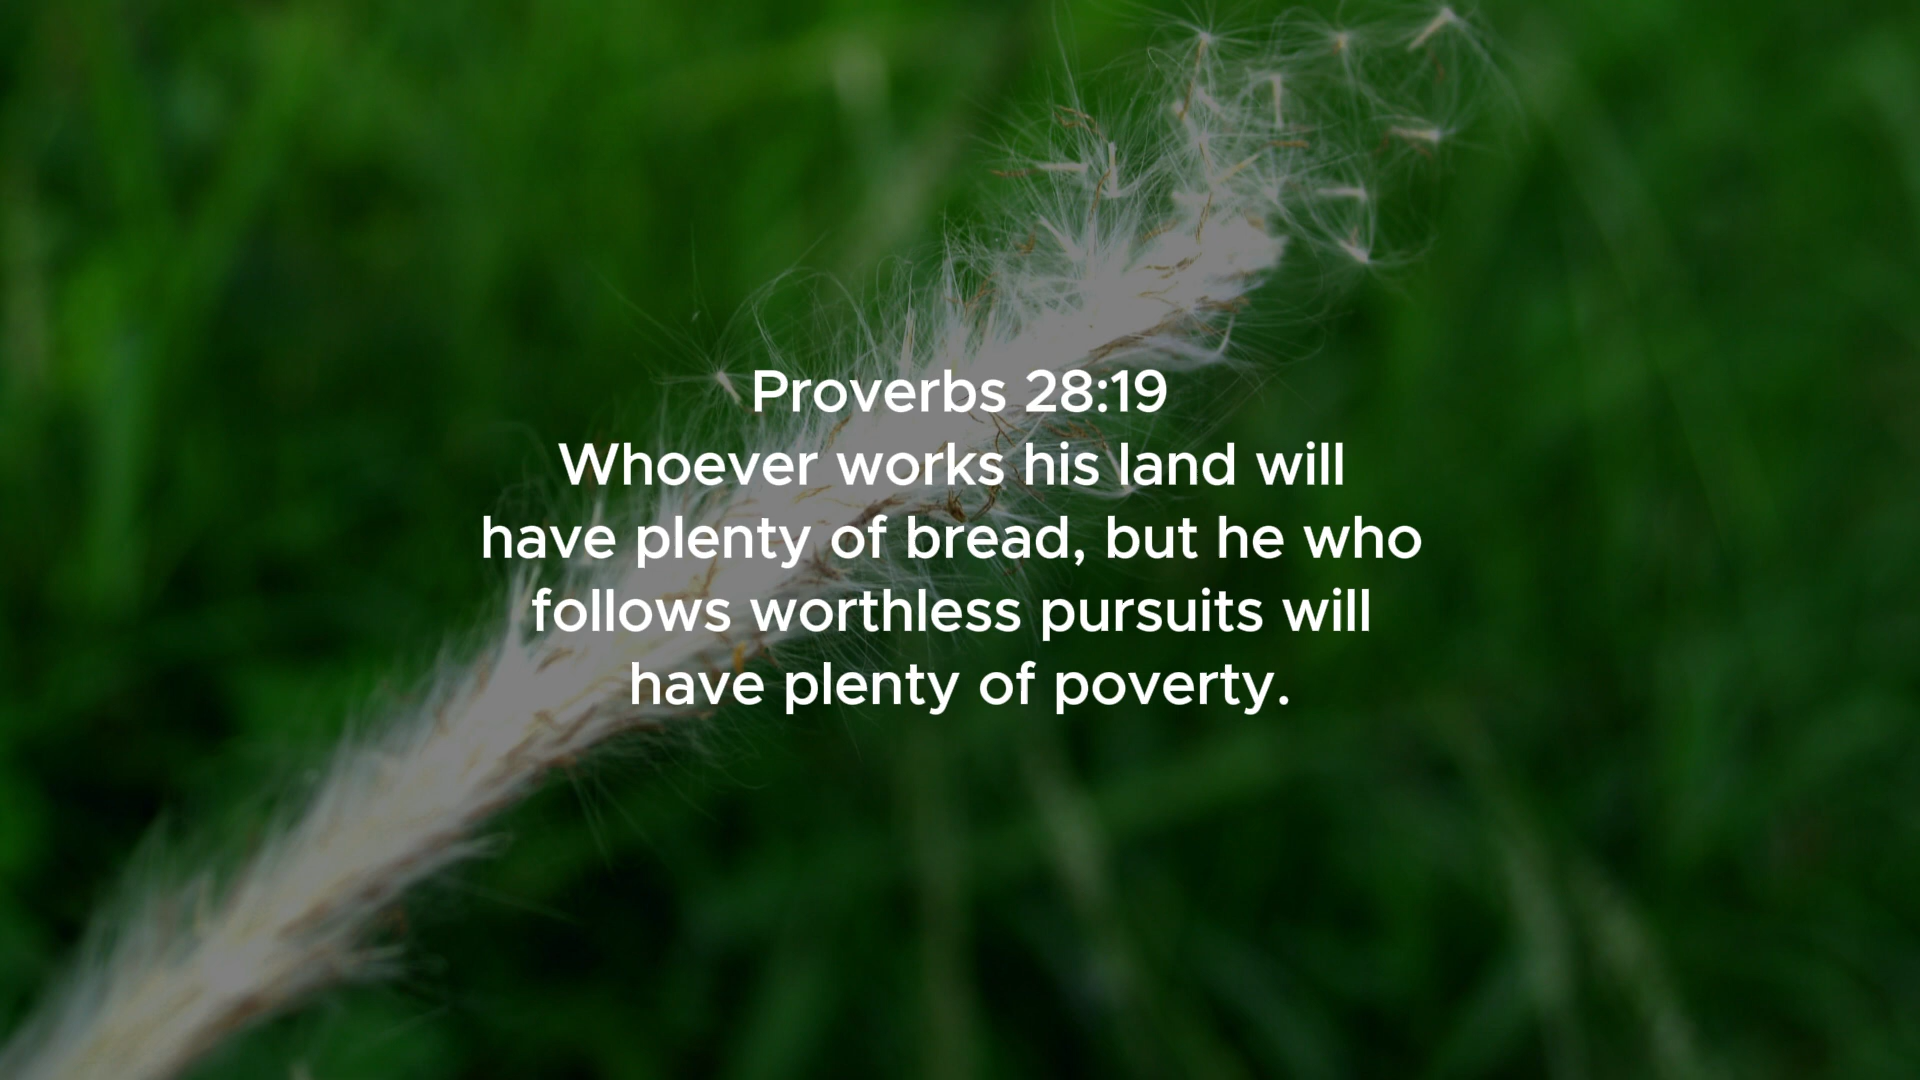 Proverbs 28:19
Whoever works his land will
have plenty of bread, but he who
follows worthless pursuits will
have plenty of poverty.